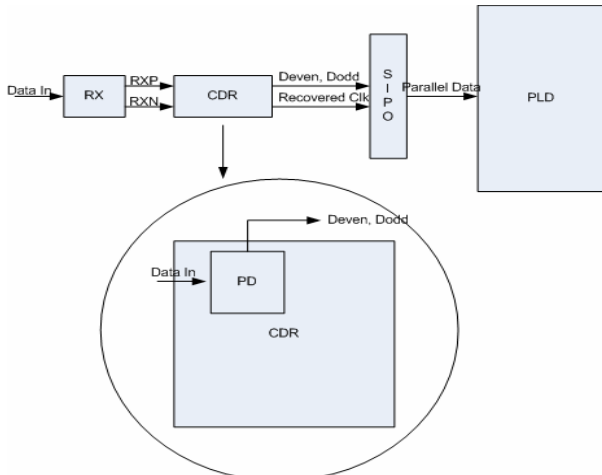 Data In
RX
RXP
RXN
CDR
Deven, Dodd
Recovered Clk
S
I
P
O
Parallel Data
PLD
Deven, Dodd
Data In
PD
CDR